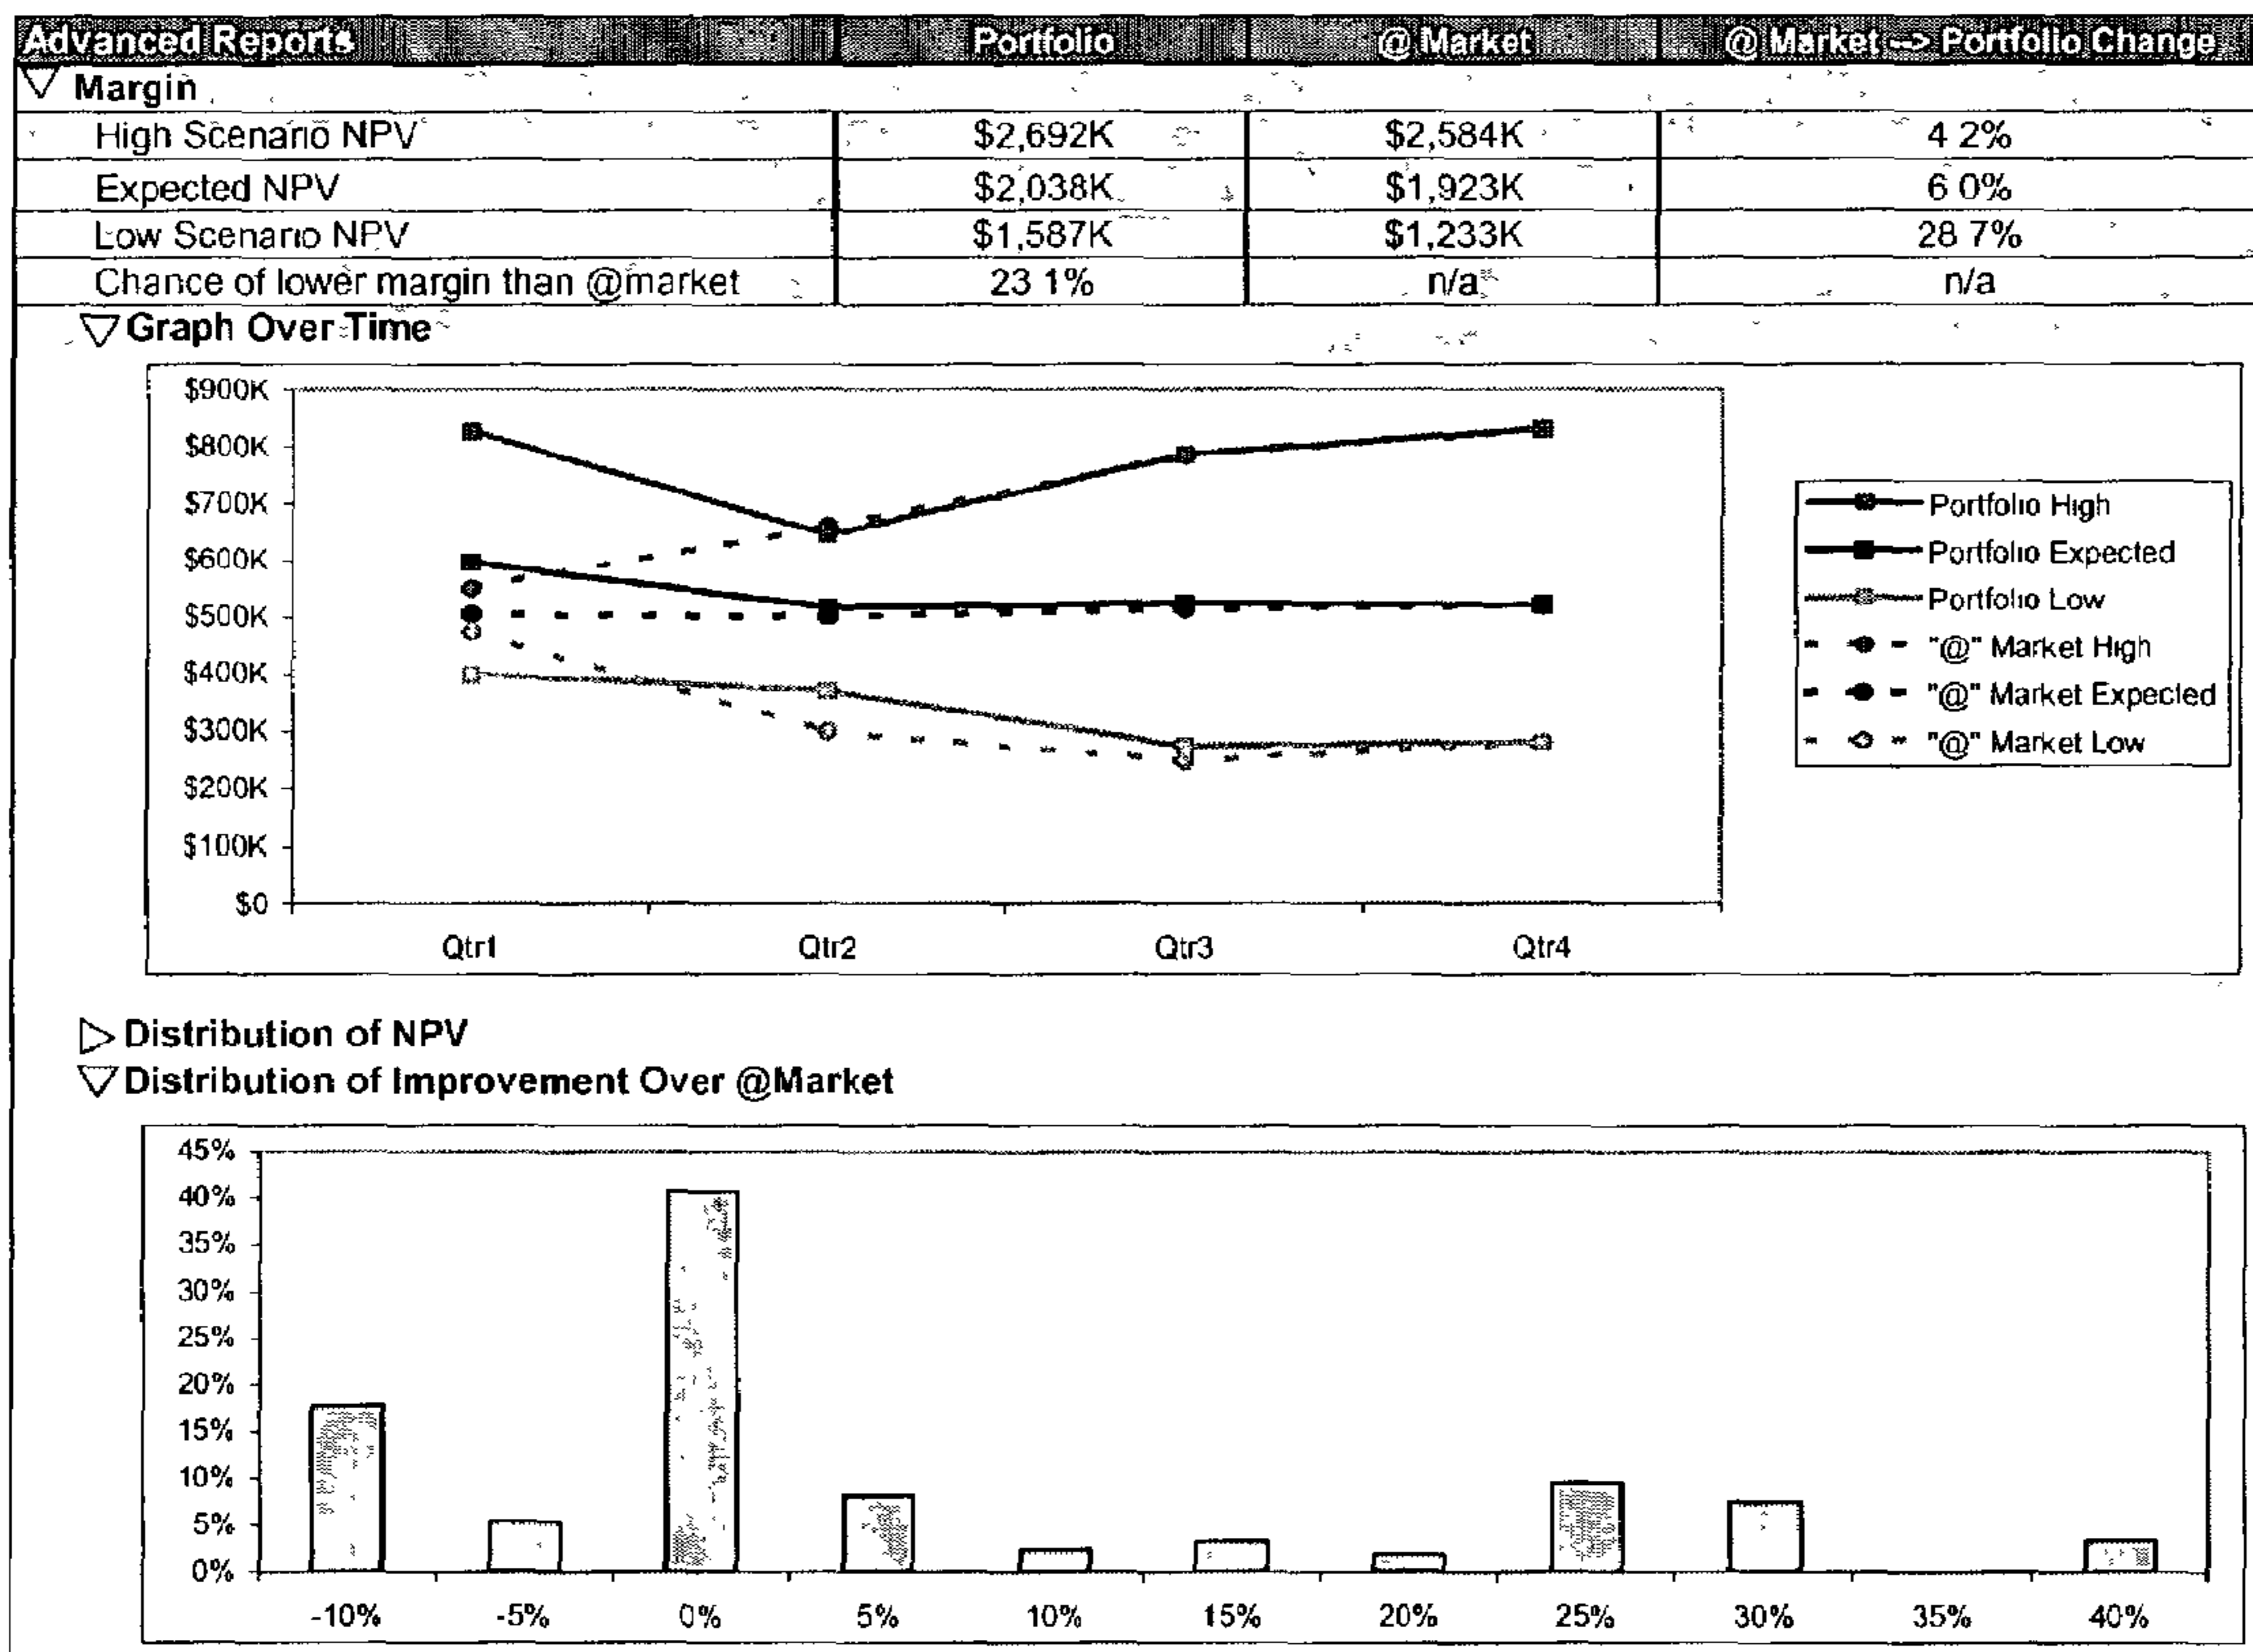 Advanced Reports Portfolio @ Market @ Market --> Portfolio Change
Margin
High Scenario NPV $2,692K $2,584K 4 2%
Expected NPV $2,038K $1,923K 6 0%
Low Scenario NPV $1,587K $1,233K 28 7%
Chance of lower margin than @market 23 1% n/a n/a
Graph Over Time
$900K
$800K
$700K
$600K
$500K
$400K
$300K
$200K
$100K
$0
Qtr1 Qtr2 Qtr3 Qtr4
Portfolio High
Portfolio Expected
Portfolio Low
"@" Market High
"@" Market Expected
"@" Market Low
Distribution of NPV
Distribution of Improvement Over @Market
45%
40%
35%
30%
25%
20%
15%
10%
5%
0%
-10% -5% 0% 5% 10% 15% 20% 25% 30% 35% 40%